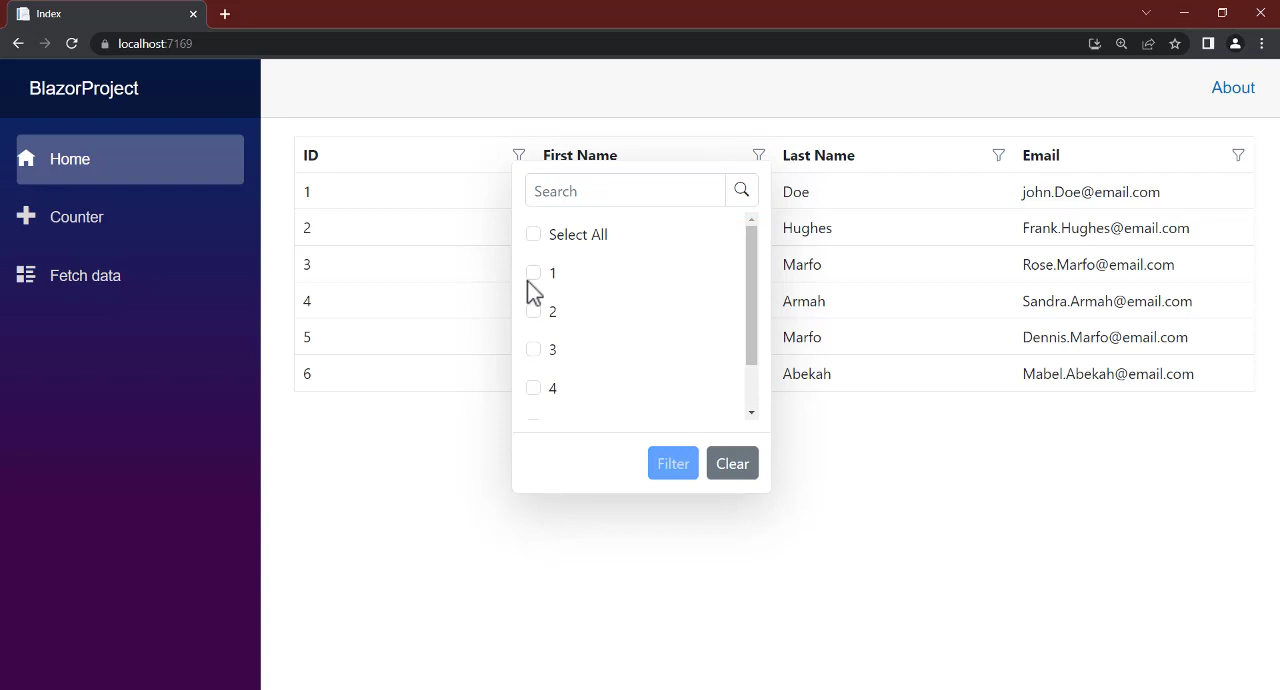 Index
localhost:7169
BlazorProject
About
Home
Counter
Fetch data
ID First Name Last Name Email
1 Doe john.Doe@email.com
2 Hughes Frank.Hughes@email.com
3 Marfo Rose.Marfo@email.com
4 Armah Sandra.Armah@email.com
5 Marfo Dennis.Marfo@email.com
6 Abekah Mabel.Abekah@email.com
Search
Select All
1
2
3
4
Filter Clear